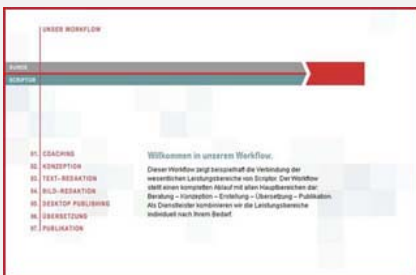 UNSER WORKFLOW
KUNDE
SCRIPTOR
01. COACHING
02. KONZEPTION
03. TEXT-REDAKTION
04. BILD-REDAKTION
05. DESKTOP PUBLISHING
06. ÜBERSETZUNG
07. PUBLIKATION
Willkommen in unserem Workflow.
Dieser Workflow zeigt beispielhaft die Verbindung der
wesentlichen Leistungsbereiche von Scriptor. Der Workflow
stellt einen kompletten Ablauf mit allen Hauptbereichen dar:
Beratung – Konzeption – Erstellung – Übersetzung – Publikation.
Als Dienstleister kombinieren wir die Leistungsbereiche
individuell nach Ihrem Bedarf.